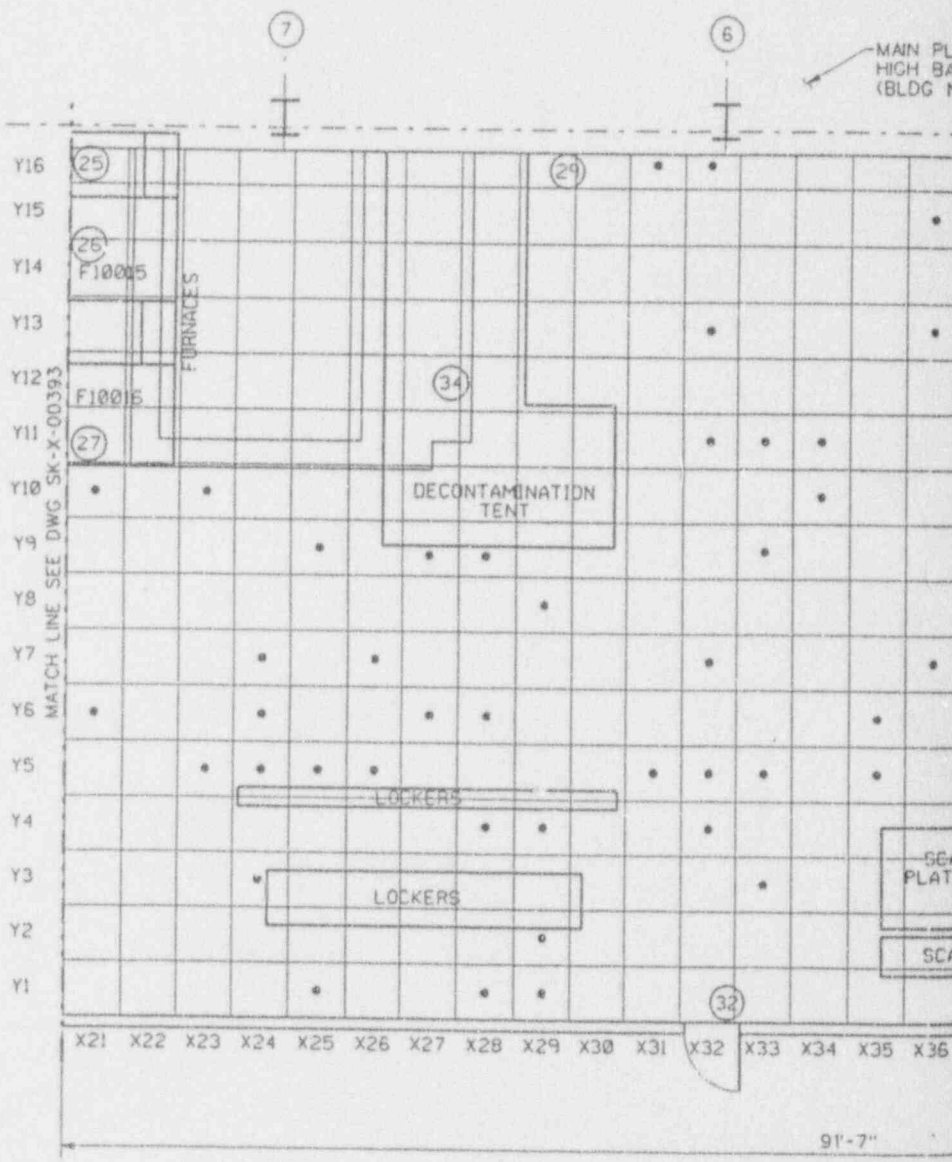 7
6
MAIN PL
HIGH BA
(BLDG
Y16
25
29
Y15
26
Y14
F10015
FURNACES
Y13
Y12
34
F10016
Y11
27
MATCH LINE SEE DWG SK-X-00393
Y10
DECONTAMINATION
TENT
Y9
Y8
Y7
Y6
Y5
LOCKERS
Y4
SCA
PLAT
Y3
LOCKERS
Y2
SCA
Y1
32
X21 X22 X23 X24 X25 X26 X27 X28 X29 X30 X31 X32 X33 X34 X35 X36
91'-7"